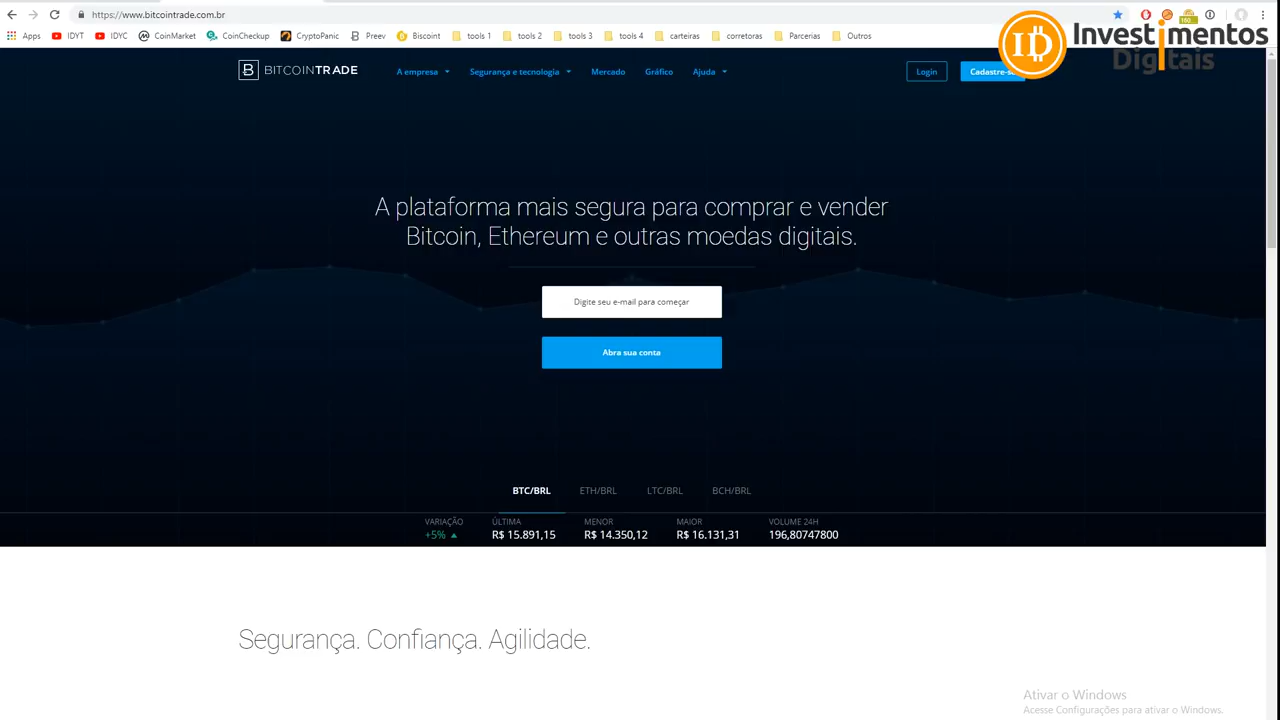 https://www.bitcointrade.com.br
160
Apps IDYT IDYC CoinMarket CoinCheckup CryptoPanic Preev Biscoint tools 1 tools 2 tools 3 tools 4 carteiras corretoras Parcerias Outros
ID Investimentos
Digitais
BITCOINTRADE A empresa Segurança e tecnologia Mercado Gráfico Ajuda Login Cadastre-se
A plataforma mais segura para comprar e vender
Bitcoin, Ethereum e outras moedas digitais.
Digite seu e-mail para começar
Abra sua conta
BTC/BRL ETH/BRL LTC/BRL BCH/BRL
VARIAÇÃO ÚLTIMA MENOR MAIOR VOLUME 24H
+5% R$ 15.891,15 R$ 14.350,12 R$ 16.131,31 196,80747800
Segurança. Confiança. Agilidade.
Ativar o Windows
Acesse Configurações para ativar o Windows.